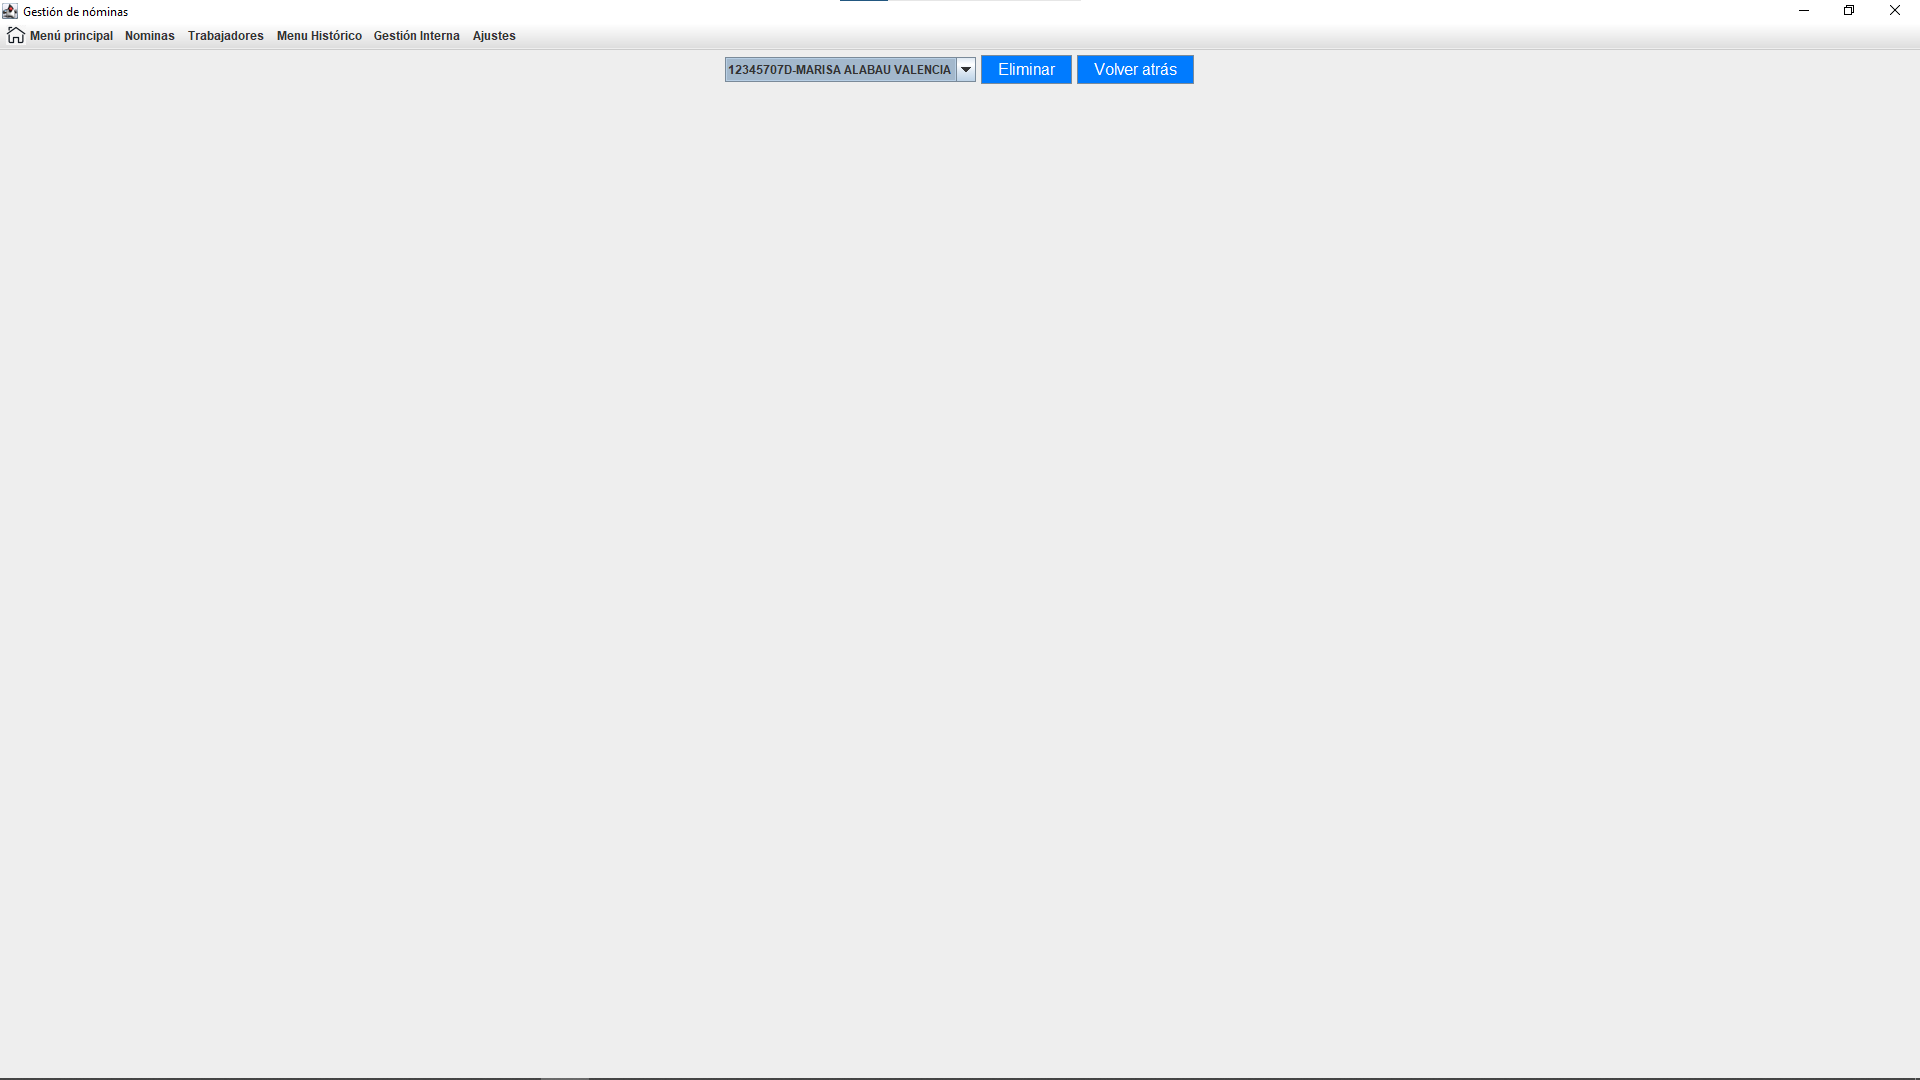 Gestión de nóminas
Menú principal Nominas Trabajadores Menu Histórico Gestión Interna Ajustes
12345707D-MARISA ALABAU VALENCIA Eliminar Volver atrás